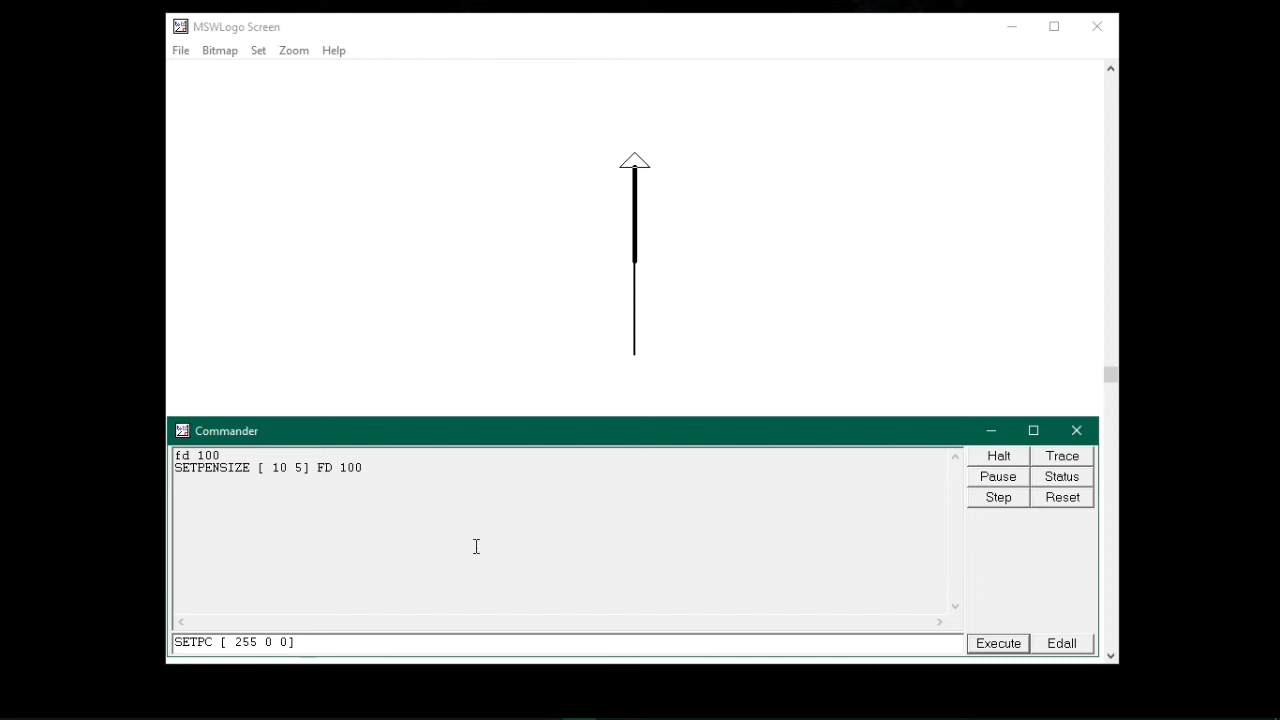 MSWLogo Screen
File Bitmap Set Zoom Help
Commander
fd 100
SETPENSIZE [ 10 5] FD 100
Halt Trace
Pause Status
Step Reset
SETPC [ 255 0 0]
Execute Edall